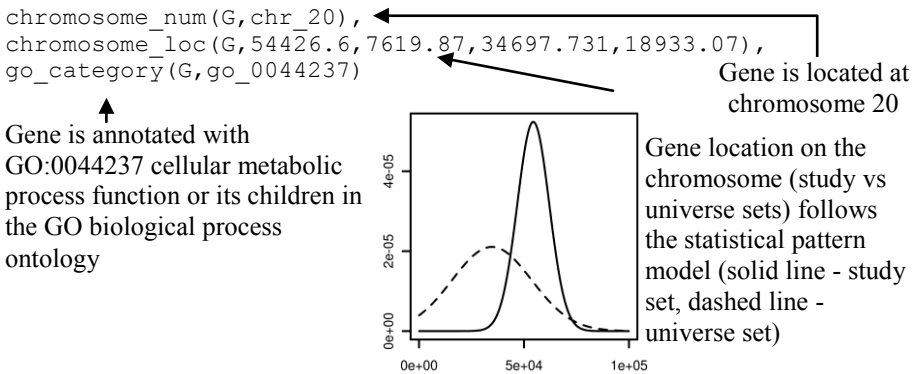 chromosome_num(G,chr_20),
chromosome_loc(G,54426.6,7619.87,34697.731,18933.07),
go_category(G,go_0044237)
Gene is located at
chromosome 20
Gene is annotated with
GO:0044237 cellular metabolic
process function or its children in
the GO biological process
ontology
4e-05
2e-05
0e+00
0e+00
5e+04
1e+05
Gene location on the
chromosome (study vs
universe sets) follows
the statistical pattern
model (solid line - study
set, dashed line -
universe set)